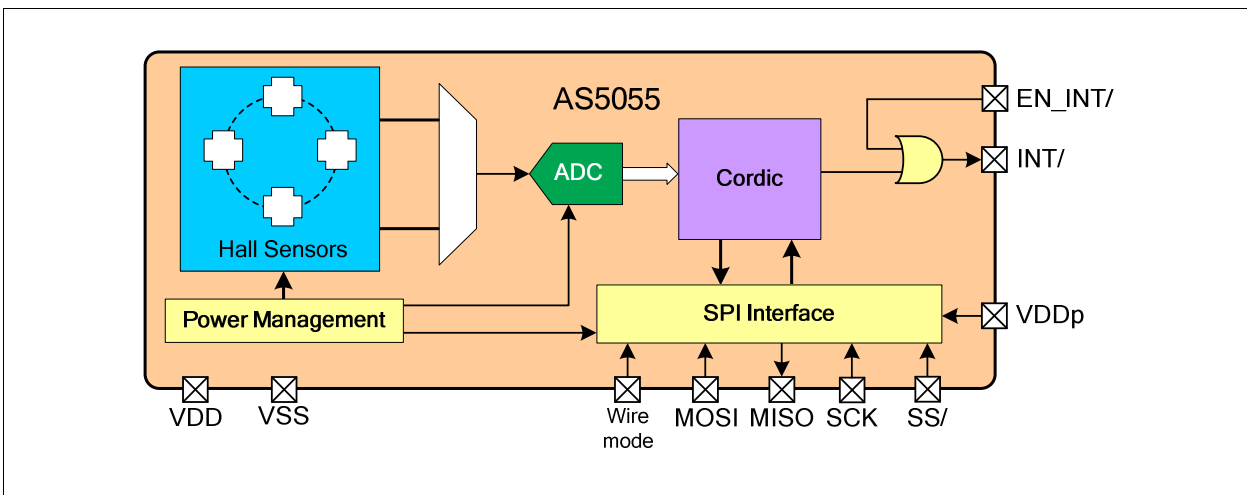 AS5055
EN_INT/
INT/
ADC
Cordic
Hall Sensors
Power Management
SPI Interface
VDDp
VDD
VSS
Wire
mode
MOSI
MISO
SCK
SS/